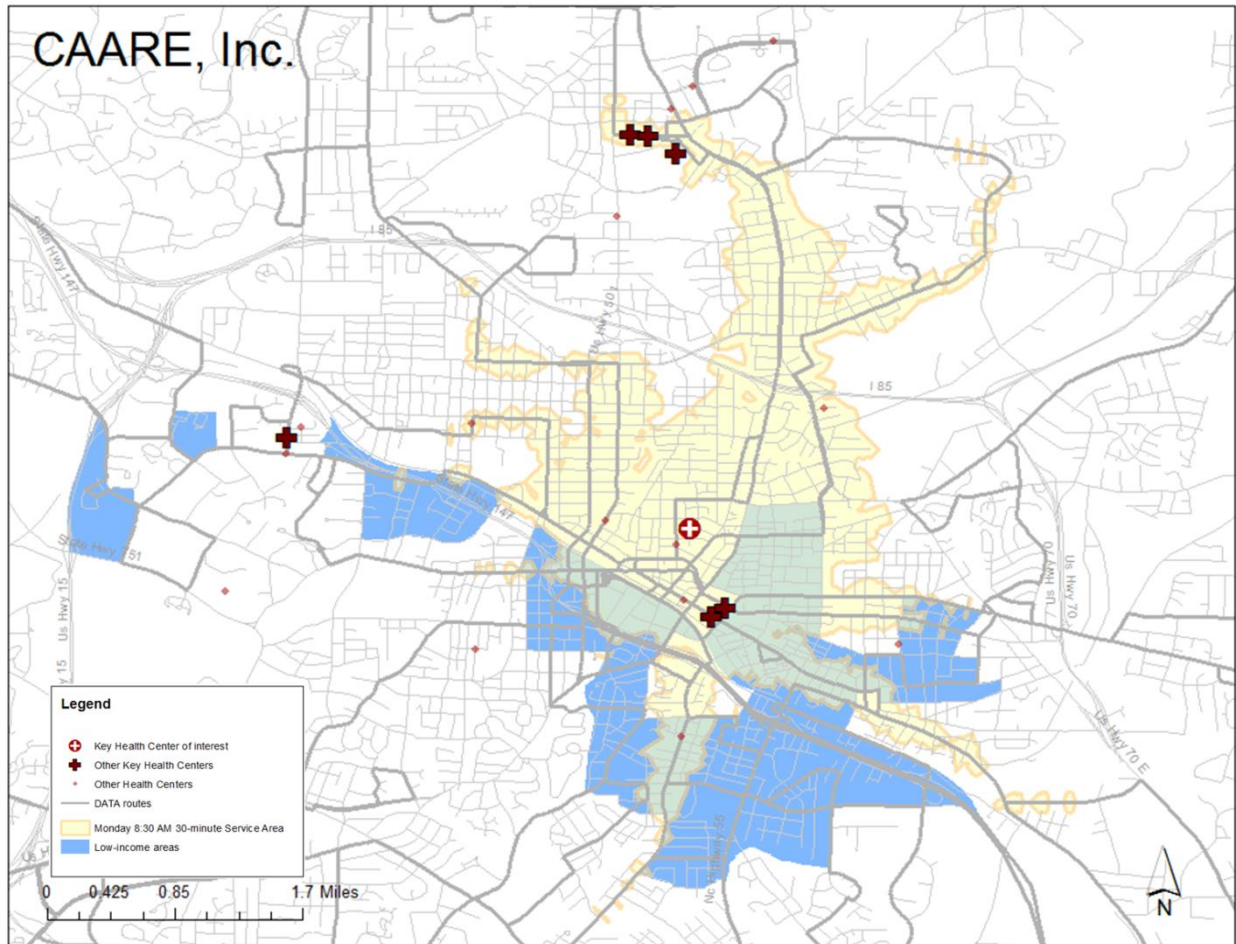 CAARE, Inc.
State Hwy 147
I 85
Us Hwy 501
I 85
State Hwy 147
State Hwy 751
Us Hwy 15
Us Hwy 70
Us Hwy 70 E
Nc Highway 55
Legend
Key Health Center of interest
Other Key Health Centers
Other Health Centers
DATA routes
Monday 8:30 AM 30-minute Service Area
Low-income areas
0 0.425 0.85 1.7 Miles
N